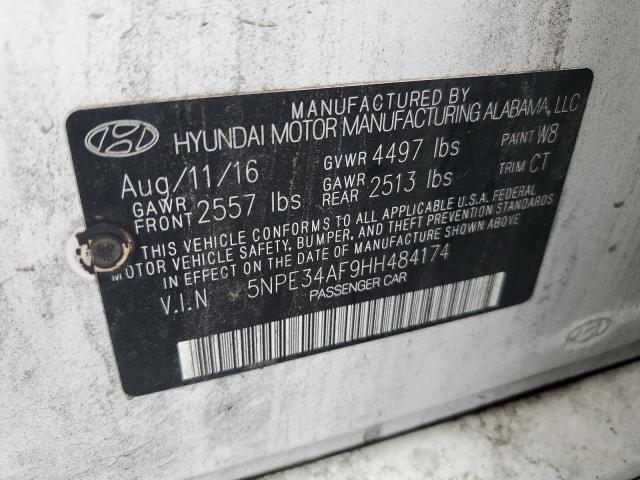 MANUFACTURED BY
HYUNDAI MOTOR MANUFACTURING ALABAMA, LLC
Aug/11/16 GVWR 4497 lbs PAINT W8
GAWR FRONT 2557 lbs GAWR REAR 2513 lbs TRIM CT
THIS VEHICLE CONFORMS TO ALL APPLICABLE U.S.A. FEDERAL
MOTOR VEHICLE SAFETY, BUMPER, AND THEFT PREVENTION STANDARDS
IN EFFECT ON THE DATE OF MANUFACTURE SHOWN ABOVE.
V.I.N 5NPE34AF9HH484174
PASSENGER CAR